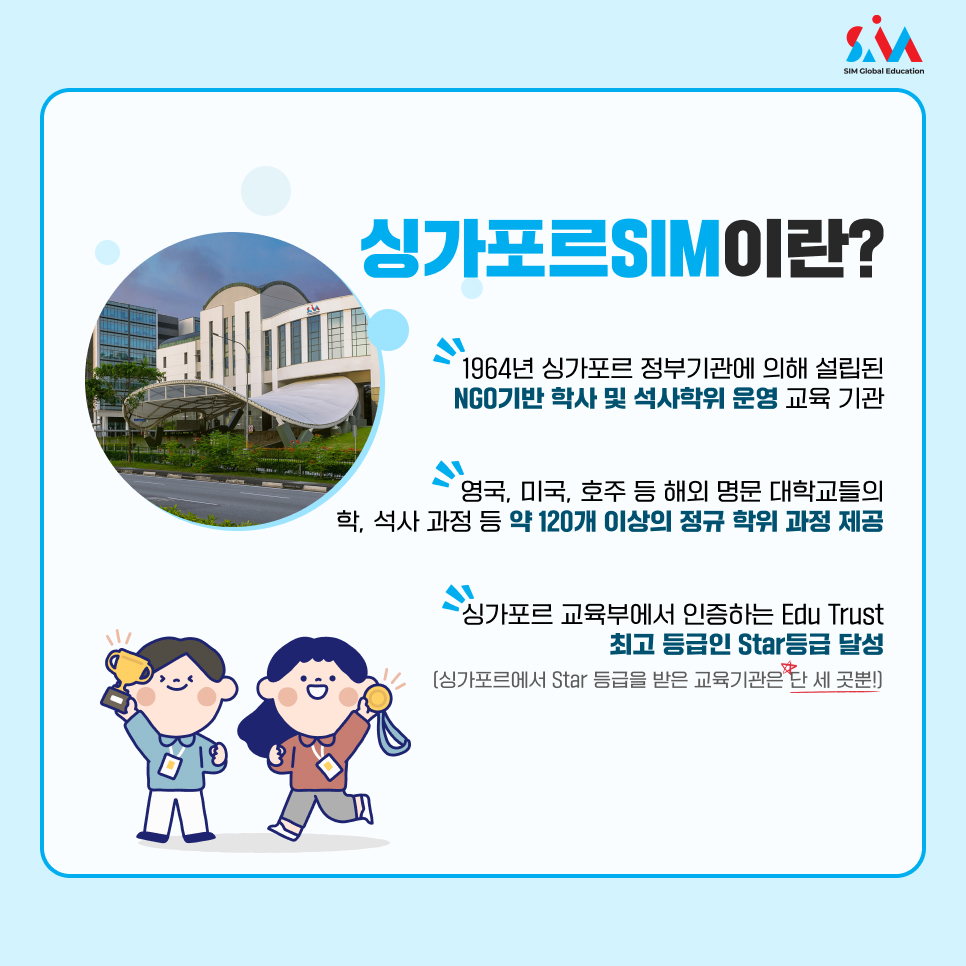 SIM
SIM Global Education
싱가포르SIM이란?
1964년 싱가포르 정부기관에 의해 설립된
NGO기반 학사 및 석사학위 운영 교육 기관
영국, 미국, 호주 등 해외 명문 대학교들의
학, 석사 과정 등 약 120개 이상의 정규 학위 과정 제공
싱가포르 교육부에서 인증하는 Edu Trust
최고 등급인 Star등급 달성
(싱가포르에서 Star 등급을 받은 교육기관은 단 세 곳뿐!)